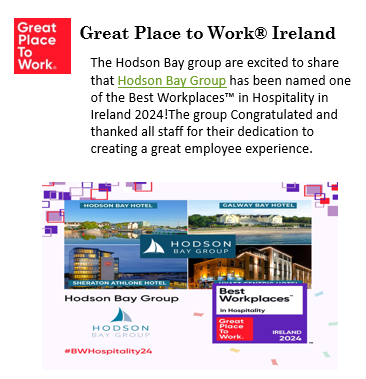 Great
Place
To
Work.
Great Place to Work® Ireland
The Hodson Bay group are excited to share
that Hodson Bay Group has been named one
of the Best Workplaces™ in Hospitality in
Ireland 2024!The group Congratulated and
thanked all staff for their dedication to
creating a great employee experience.
HODSON BAY HOTEL
GALWAY BAY HOTEL
HODSON
BAY GROUP
SHERATON ATHLONE HOTEL
HYATT CENTRIC HOTEL
Hodson Bay Group
HODSON
BAY GROUP
#BWHospitality24
Best
Workplaces™
in Hospitality
Great
Place
To
Work.
IRELAND
2024